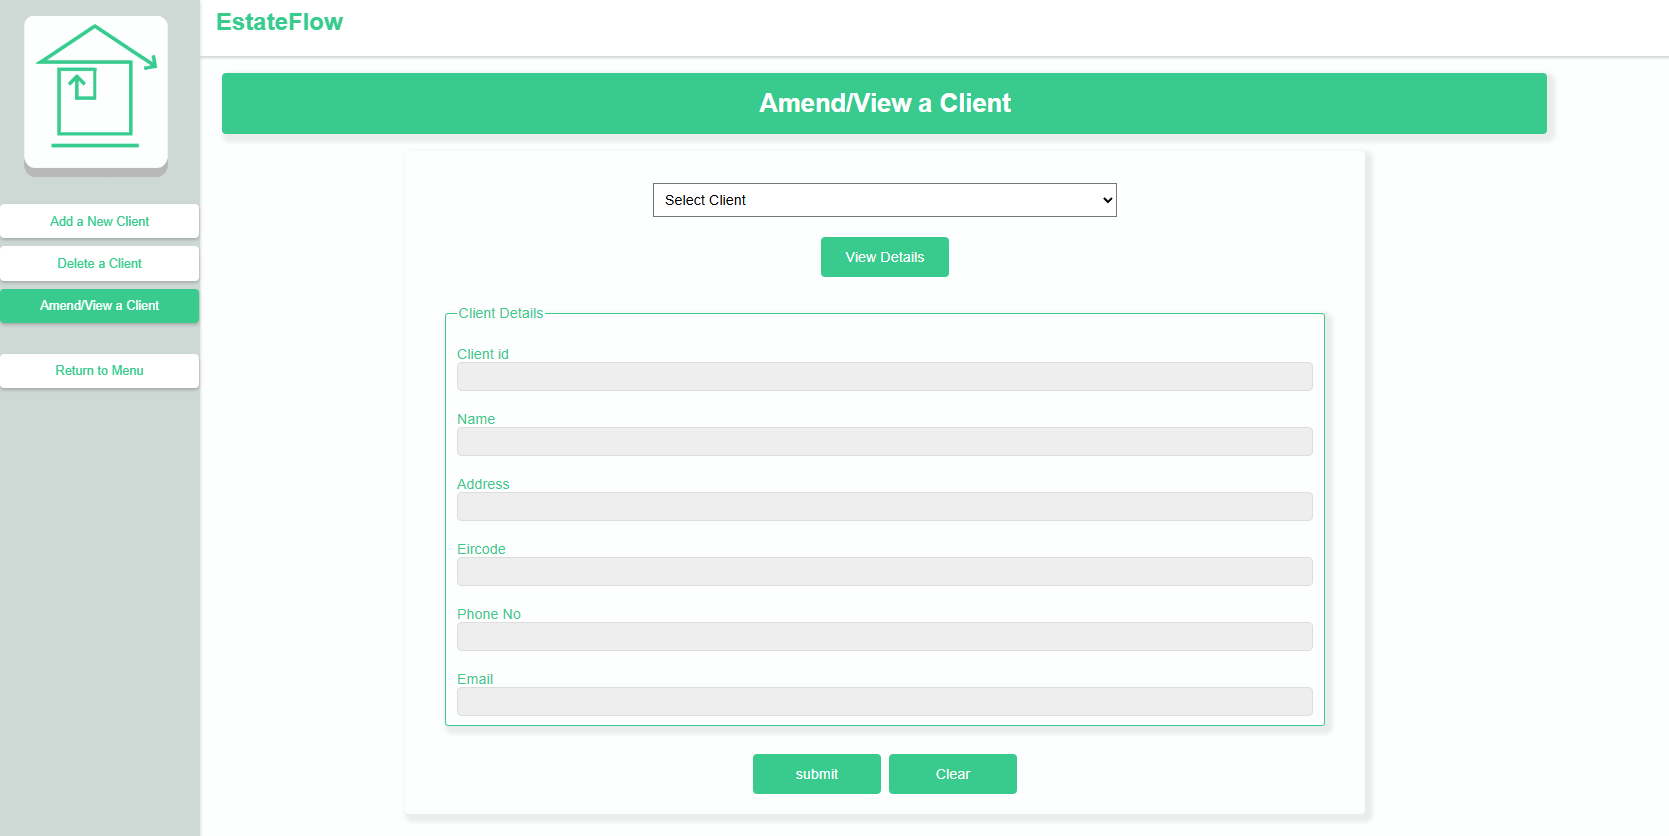 EstateFlow
Add a New Client
Delete a Client
Amend/View a Client
Return to Menu
Amend/View a Client
Select Client
View Details
Client Details
Client id
Name
Address
Eircode
Phone No
Email
submit
Clear